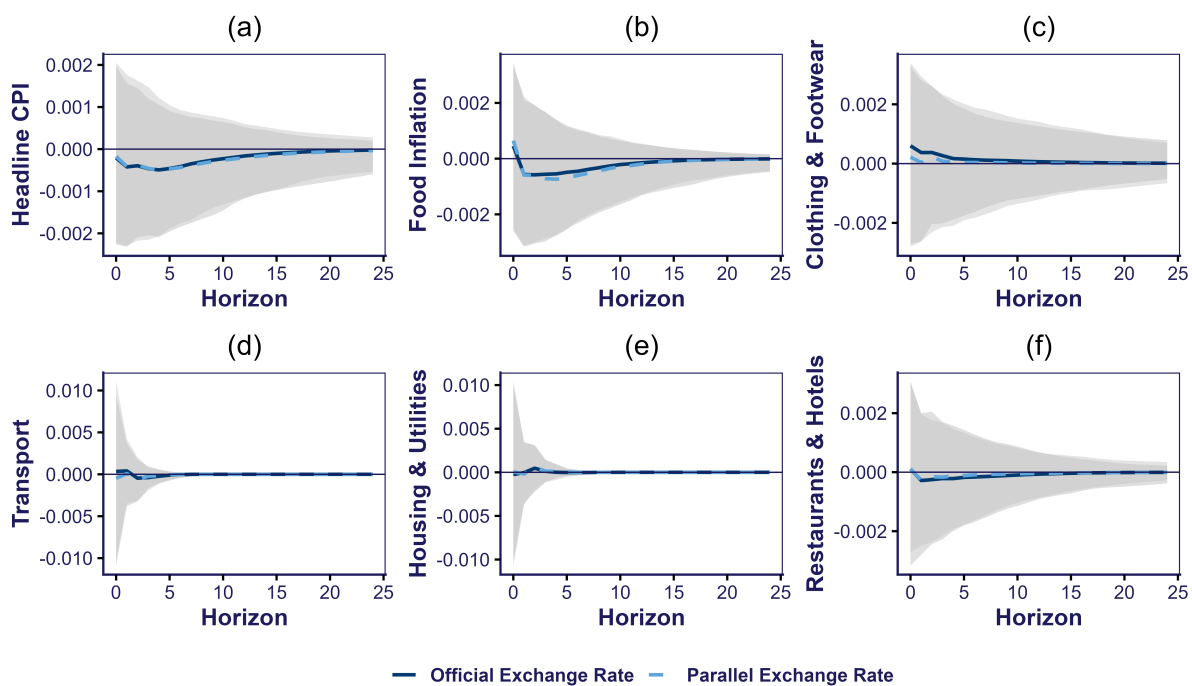 (a)
Headline CPI
0.002
0.001
0.000
-0.001
-0.002
0 5 10 15 20 25
Horizon
(b)
Food Inflation
0.002
0.000
-0.002
0 5 10 15 20 25
Horizon
(c)
Clothing & Footwear
0.002
0.000
-0.002
0 5 10 15 20 25
Horizon
(d)
Transport
0.010
0.005
0.000
-0.005
-0.010
0 5 10 15 20 25
Horizon
(e)
Housing & Utilities
0.010
0.005
0.000
-0.005
-0.010
0 5 10 15 20 25
Horizon
(f)
Restaurants & Hotels
0.002
0.000
-0.002
0 5 10 15 20 25
Horizon
Official Exchange Rate Parallel Exchange Rate